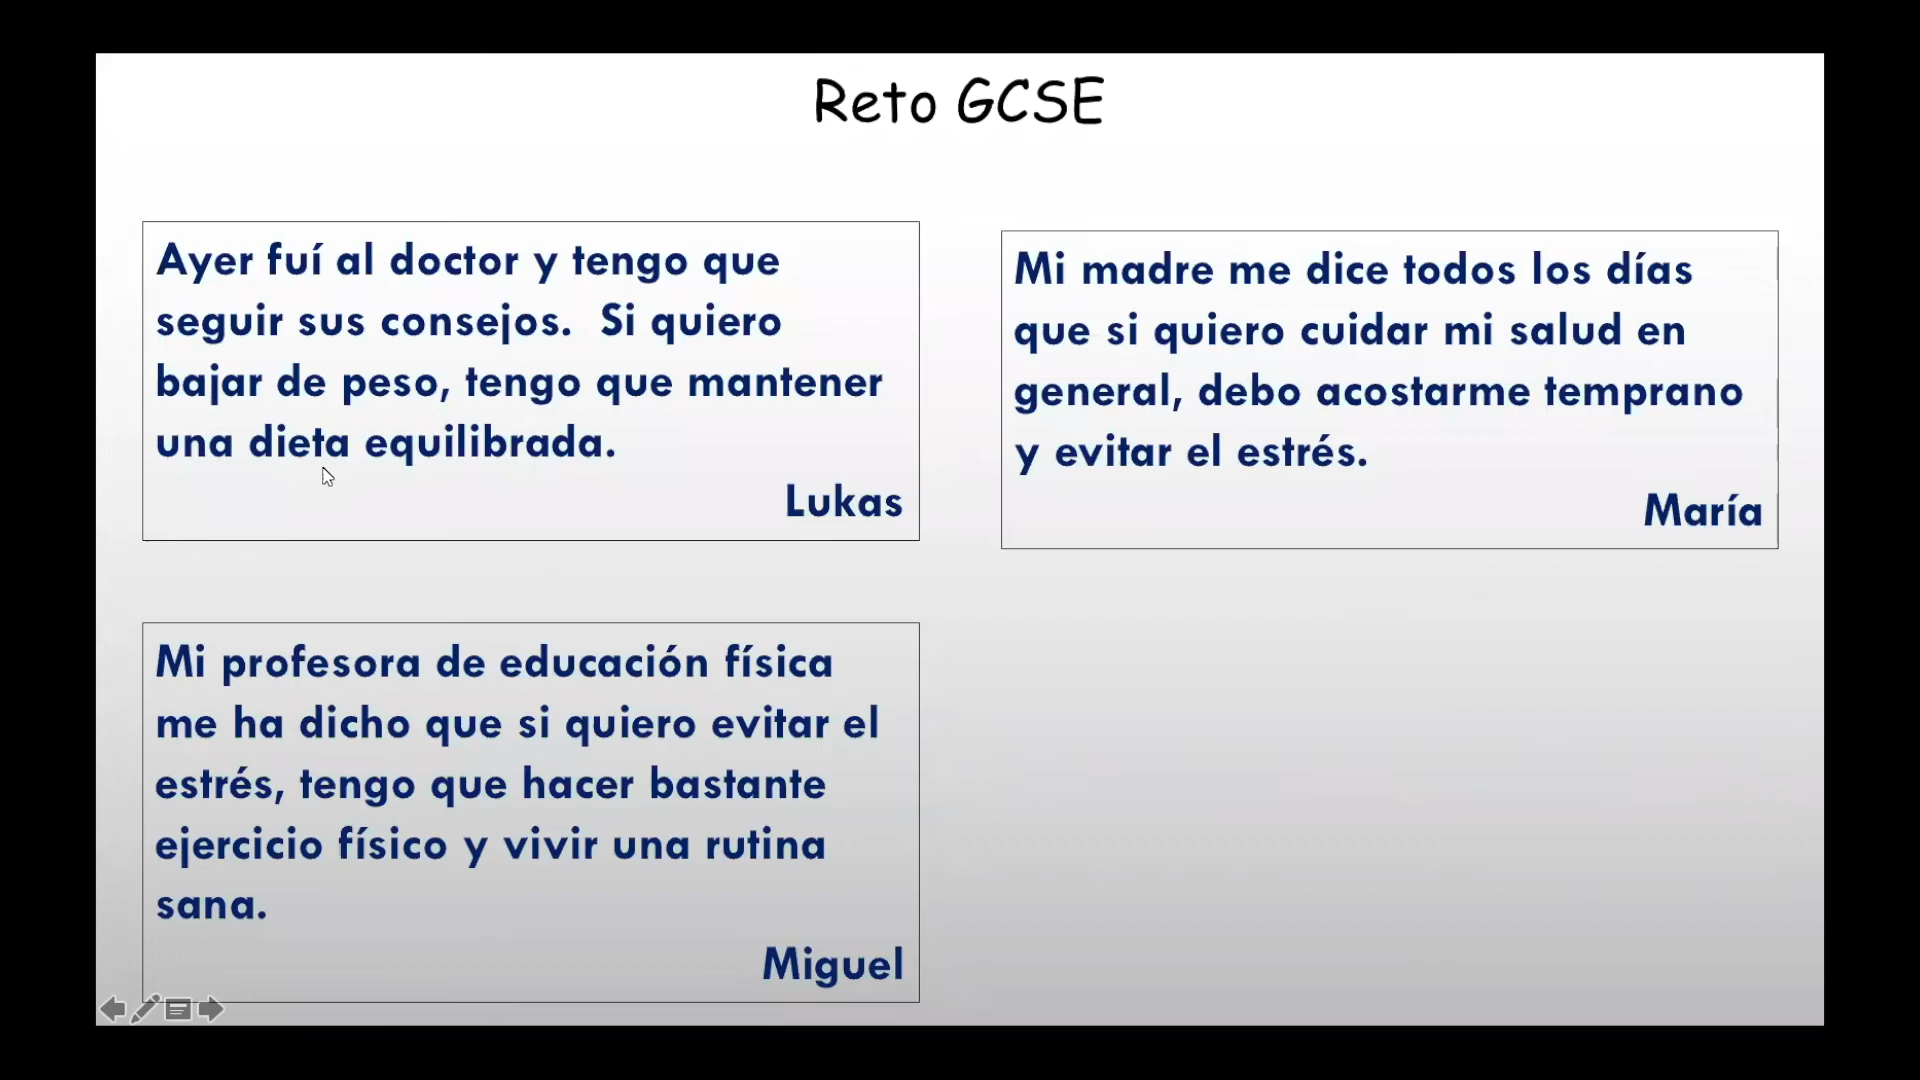 Reto GCSE
Ayer fuí al doctor y tengo que
seguir sus consejos.  Si quiero
bajar de peso, tengo que mantener
una dieta equilibrada.
Lukas
Mi madre me dice todos los días
que si quiero cuidar mi salud en
general, debo acostarme temprano
y evitar el estrés.
María
Mi profesora de educación física
me ha dicho que si quiero evitar el
estrés, tengo que hacer bastante
ejercicio físico y vivir una rutina
sana.
Miguel